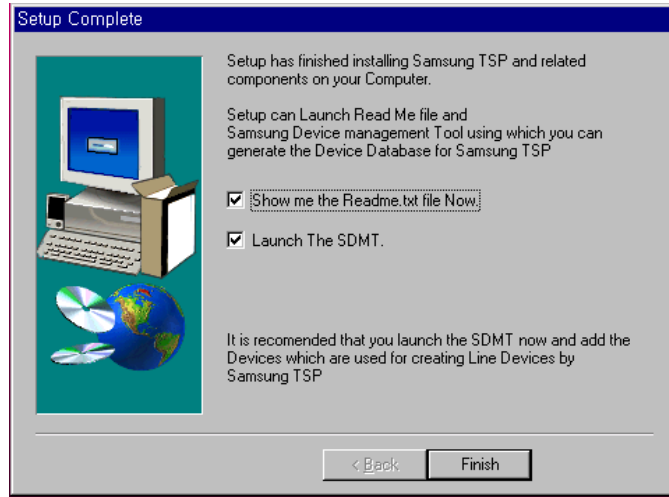 Setup Complete
Setup has finished installing Samsung TSP and related
components on your Computer.
Setup can Launch Read Me file and
Samsung Device management Tool using which you can
generate the Device Database for Samsung TSP
Show me the Readme.txt file Now.
Launch The SDMT.
It is recomended that you launch the SDMT now and add the
Devices which are used for creating Line Devices by
Samsung TSP
< Back
Finish